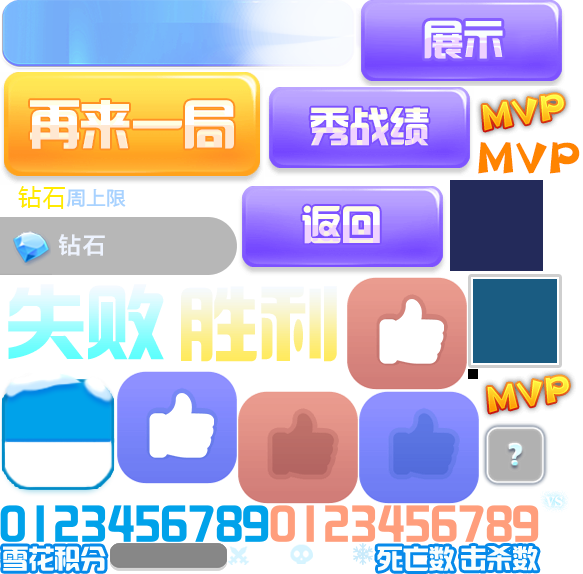 展示
再来一局
秀战绩
MVP
MVP
钻石周上限
返回
钻石
失败
胜利
MVP
?
VS
0123456789
0123456789
雪花积分
死亡数
击杀数